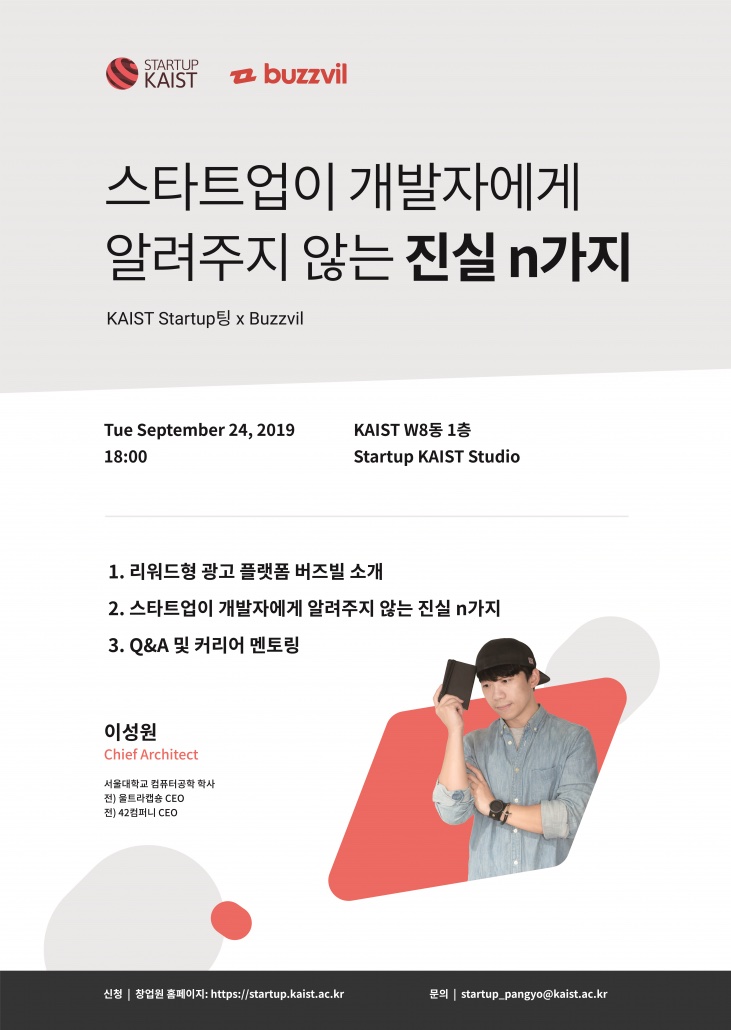 STARTUP
KAIST
buzzvil
스타트업이 개발자에게
알려주지 않는 진실 n가지
KAIST Startup팅 x Buzzvil
Tue September 24, 2019
18:00
KAIST W8동 1층
Startup KAIST Studio
1. 리워드형 광고 플랫폼 버즈빌 소개
2. 스타트업이 개발자에게 알려주지 않는 진실 n가지
3. Q&A 및 커리어 멘토링
이성원
Chief Architect
서울대학교 컴퓨터공학 학사
전) 울트라캡숑 CEO
전) 42컴퍼니 CEO
신청 | 창업원 홈페이지: https://startup.kaist.ac.kr
문의 | startup_pangyo@kaist.ac.kr